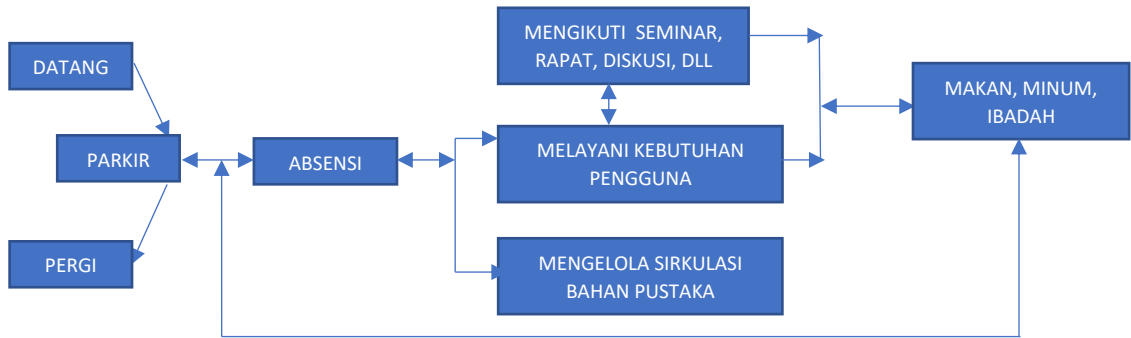 DATANG
PARKIR
PERGI
ABSENSI
MENGIKUTI SEMINAR,
RAPAT, DISKUSI, DLL
MELAYANI KEBUTUHAN
PENGGUNA
MENGELOLA SIRKULASI
BAHAN PUSTAKA
MAKAN, MINUM,
IBADAH